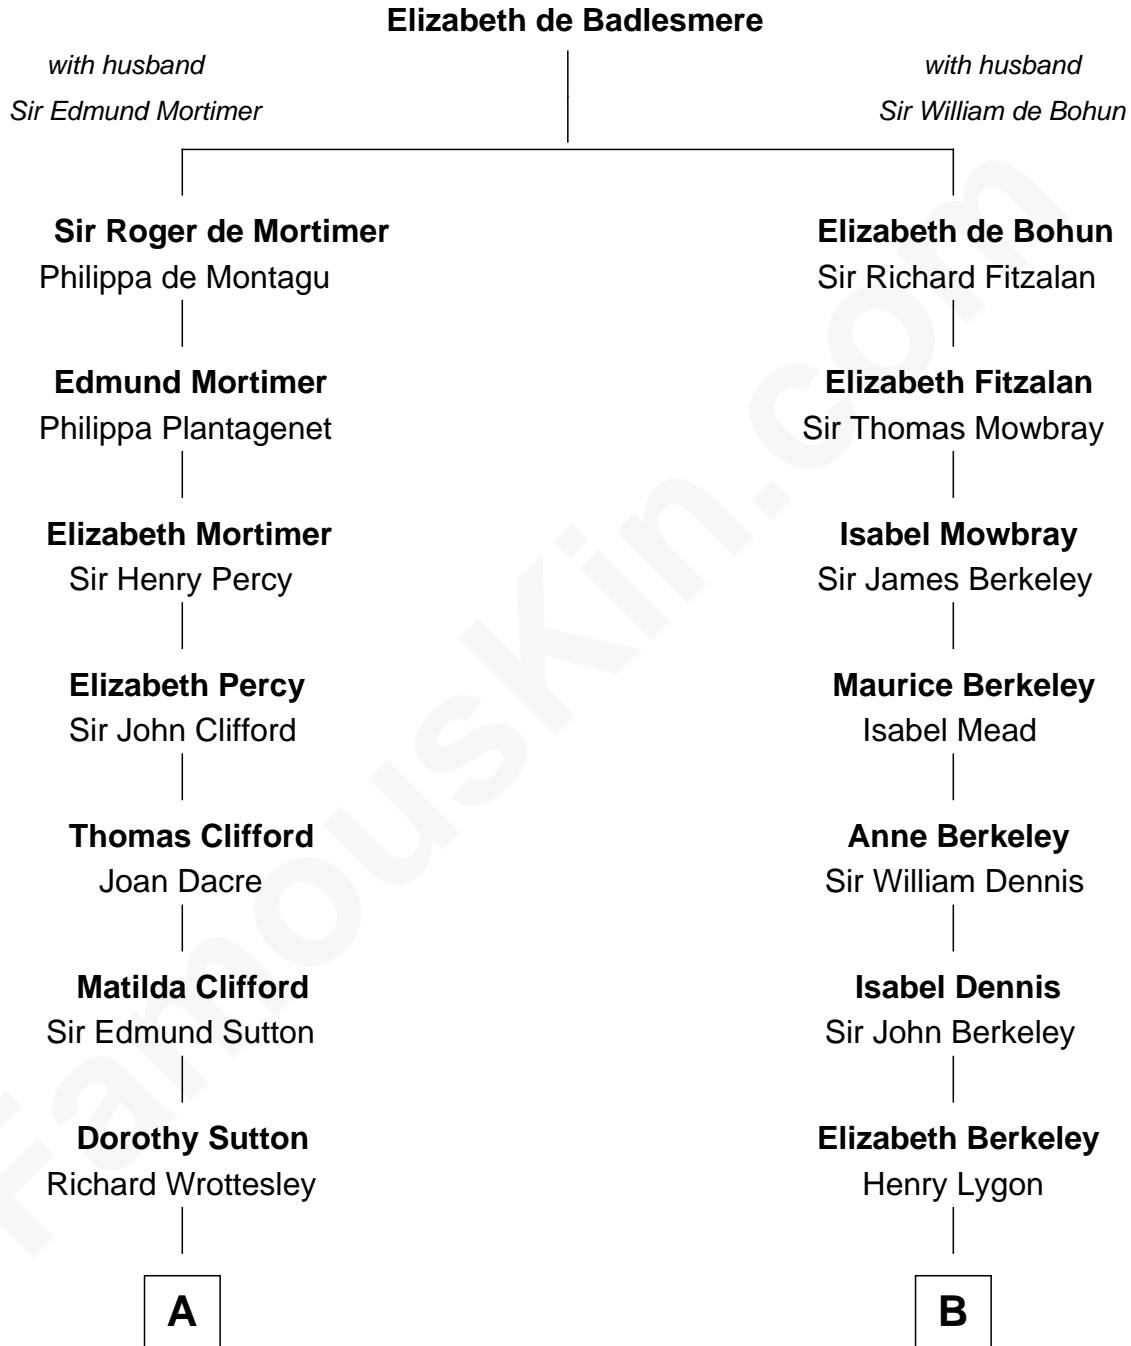 Elizabeth de Badlesmere
with husband
Sir Edmund Mortimer
with husband
Sir William de Bohun
Sir Roger de Mortimer
Philippa de Montagu
Elizabeth de Bohun
Sir Richard Fitzalan
Edmund Mortimer
Philippa Plantagenet
Elizabeth Fitzalan
Sir Thomas Mowbray
Elizabeth Mortimer
Sir Henry Percy
Isabel Mowbray
Sir James Berkeley
Elizabeth Percy
Sir John Clifford
Maurice Berkeley
Isabel Mead
Thomas Clifford
Joan Dacre
Anne Berkeley
Sir William Dennis
Matilda Clifford
Sir Edmund Sutton
Isabel Dennis
Sir John Berkeley
Dorothy Sutton
Richard Wrottesley
Elizabeth Berkeley
Henry Lygon
A
B
FamousKin.com